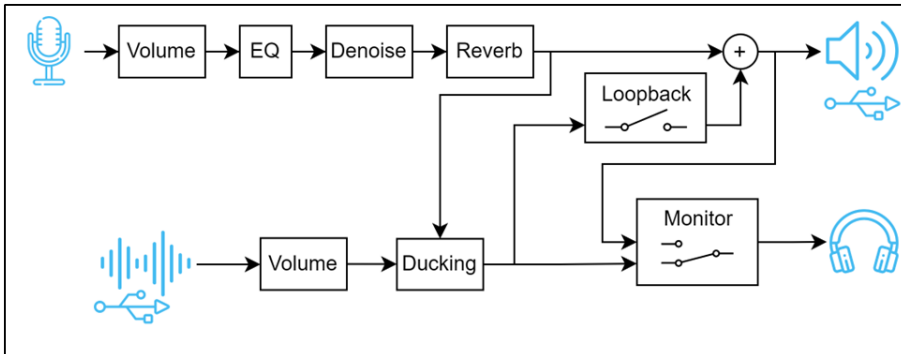 Volume
EQ
Denoise
Reverb
+
Loopback
Monitor
Volume
Ducking